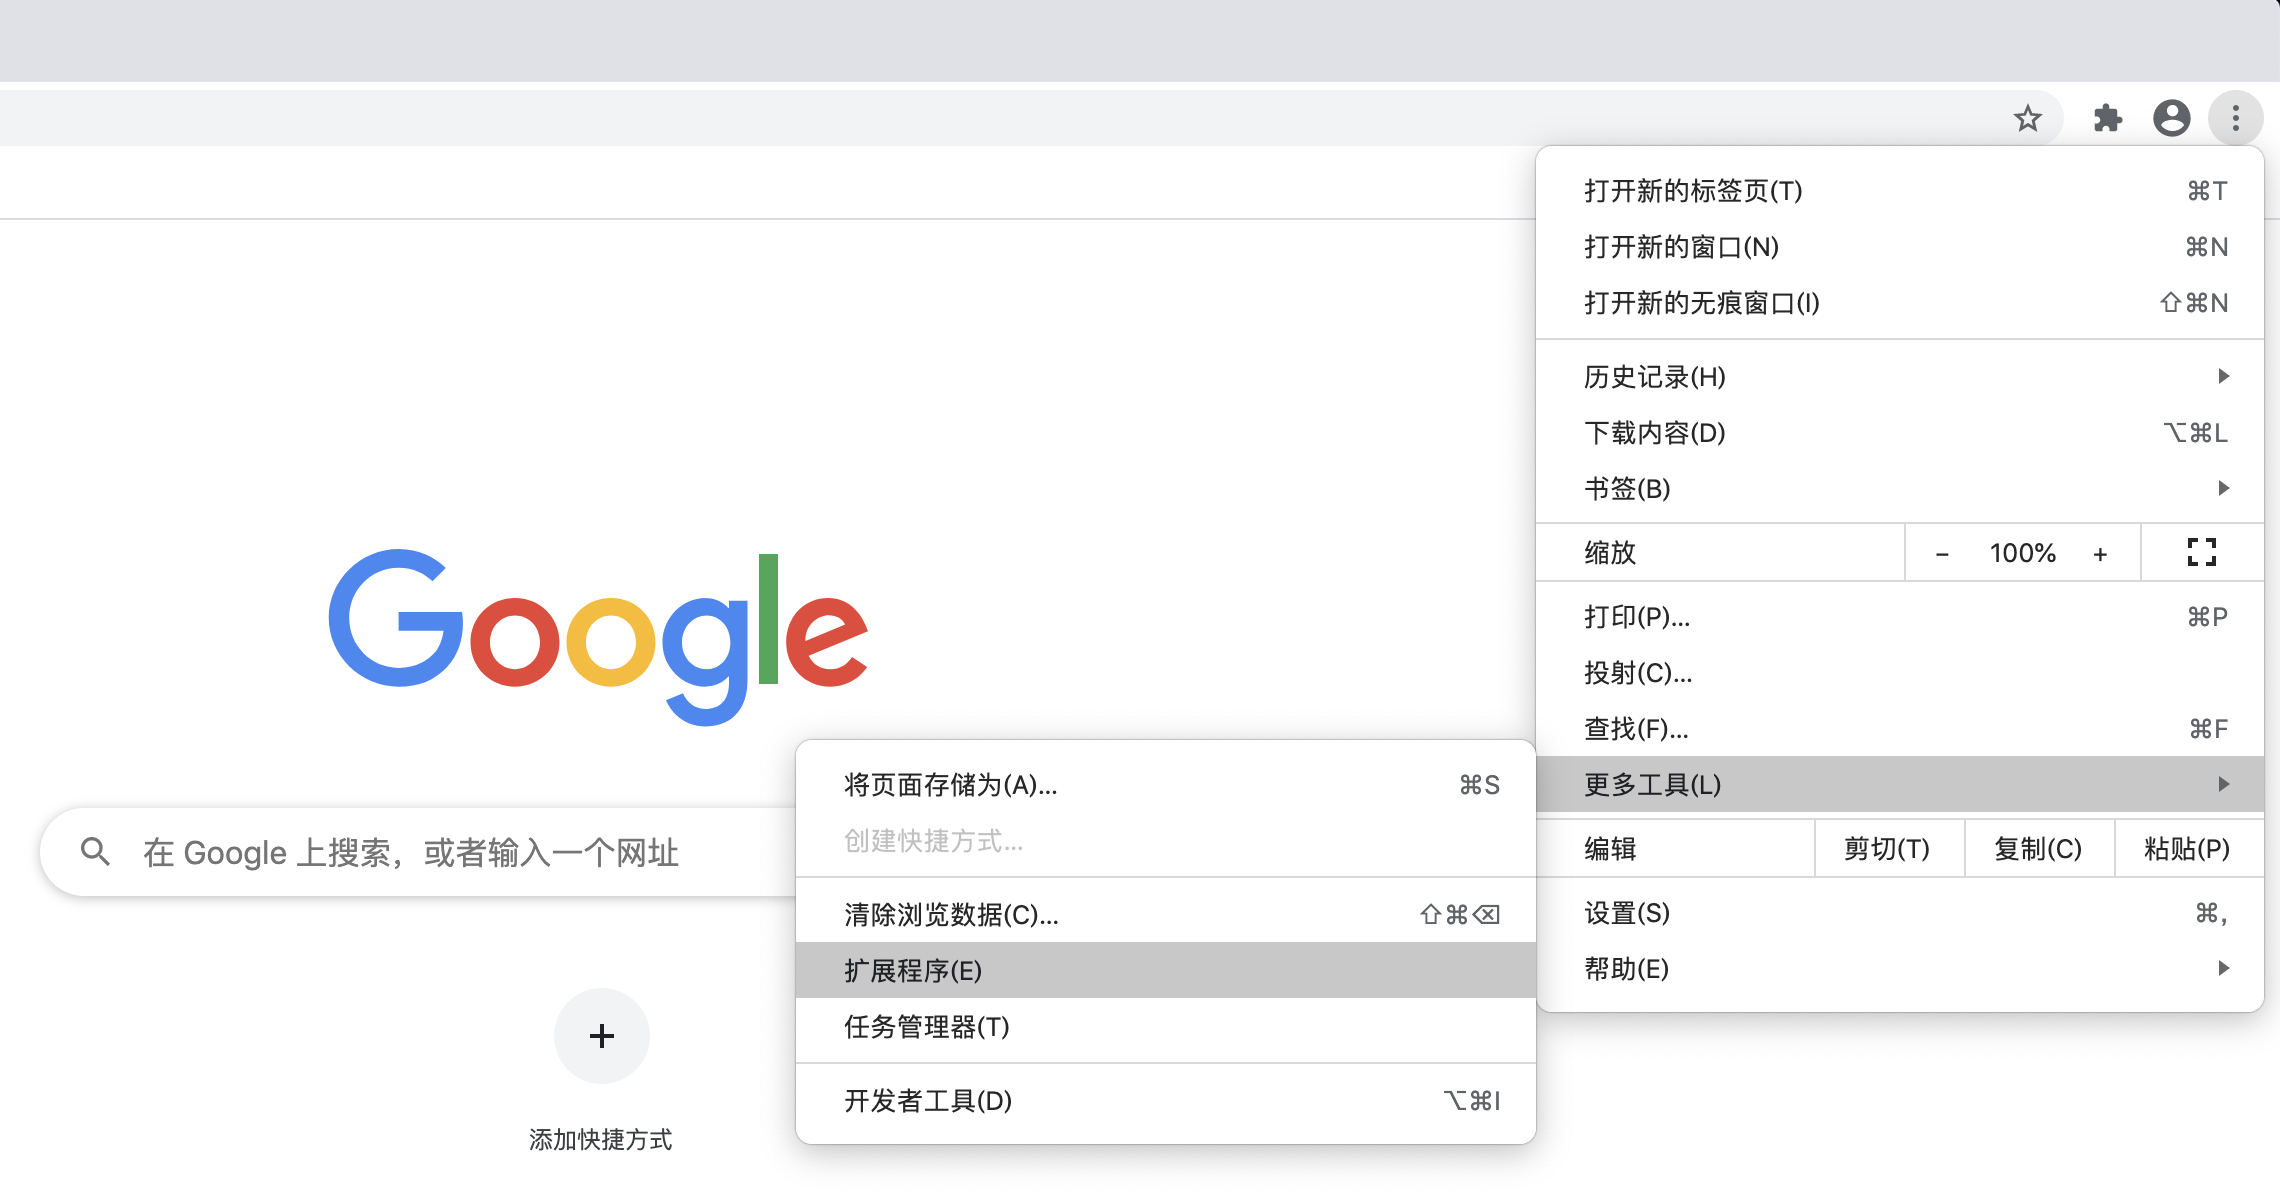 打开新的标签页(T) ⌘T
打开新的窗口(N) ⌘N
打开新的无痕窗口(I) ⇧⌘N
历史记录(H)
下载内容(D) ⌥⌘L
书签(B)
缩放 − 100% +
打印(P)... ⌘P
投射(C)...
查找(F)... ⌘F
更多工具(L)
编辑 剪切(T) 复制(C) 粘贴(P)
设置(S) ⌘,
帮助(E)
将页面存储为(A)... ⌘S
创建快捷方式...
清除浏览数据(C)... ⇧⌘⌫
扩展程序(E)
任务管理器(T)
开发者工具(D) ⌥⌘I
Google
在 Google 上搜索，或者输入一个网址
添加快捷方式